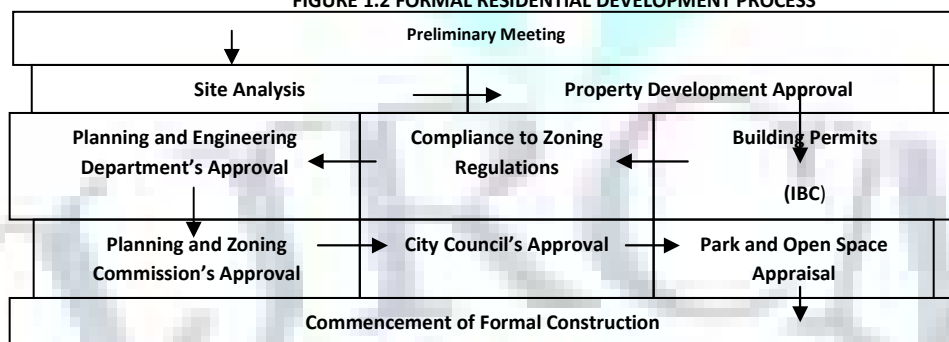 FIGURE 1.2 FORMAL RESIDENTIAL DEVELOPMENT PROCESS
Preliminary Meeting
Site Analysis
Property Development Approval
Planning and Engineering
Department's Approval
Compliance to Zoning
Regulations
Building Permits
(IBC)
Planning and Zoning
Commission's Approval
City Council's Approval
Park and Open Space
Appraisal
Commencement of Formal Construction